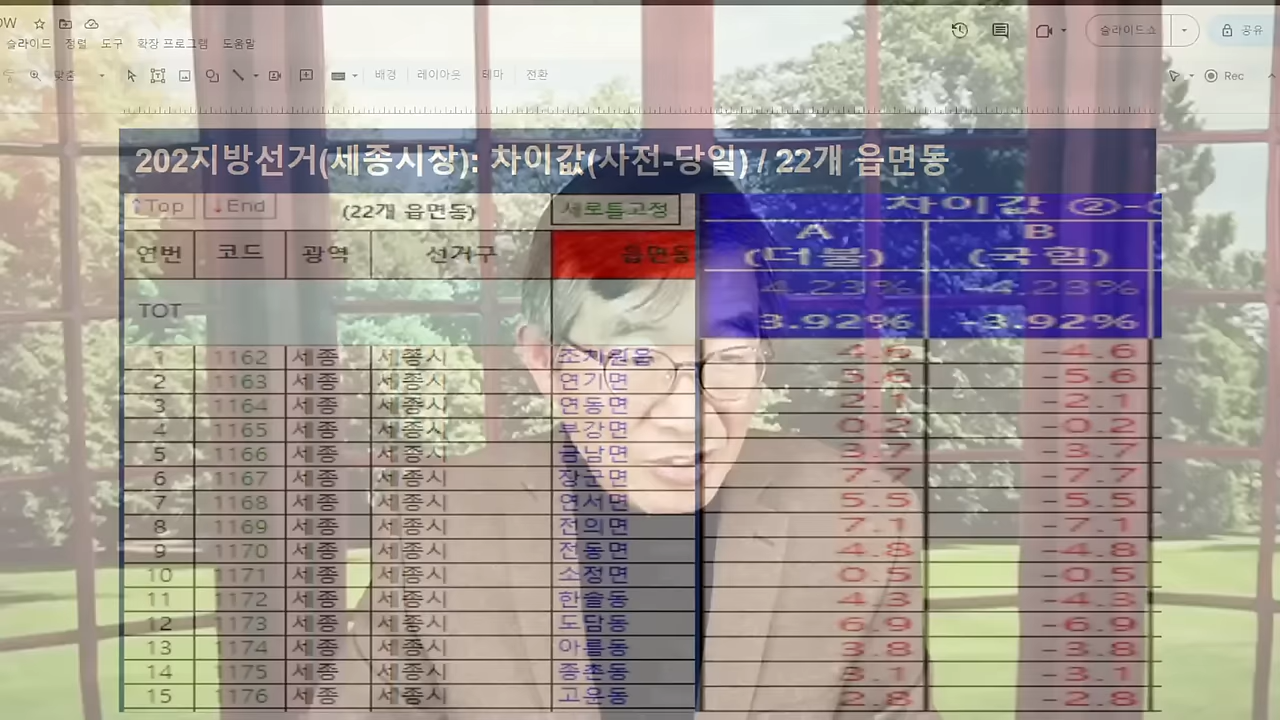 OW
슬라이드 정렬 도구 확장 프로그램 도움말
슬라이드쇼
공유
맞춤
배경 레이아웃 테마 전환
Rec
202지방선거(세종시장): 차이값(사전-당일) / 22개 읍면동
↑Top ↓End (22개 읍면동) 세로틀고정 차이값 ②-
연번 코드 광역 선거구 읍면동 A B
(더불) (국힘)
4.23% -4.23%
TOT 3.92% -3.92%
1 1162 세종 세종시 조치원읍 4.6 -4.6
2 1163 세종 세종시 연기면 5.6 -5.6
3 1164 세종 세종시 연동면 2.1 -2.1
4 1165 세종 세종시 부강면 0.2 -0.2
5 1166 세종 세종시 금남면 3.7 -3.7
6 1167 세종 세종시 장군면 7.7 -7.7
7 1168 세종 세종시 연서면 5.5 -5.5
8 1169 세종 세종시 전의면 7.1 -7.1
9 1170 세종 세종시 전동면 4.8 -4.8
10 1171 세종 세종시 소정면 0.5 -0.5
11 1172 세종 세종시 한솔동 4.3 -4.3
12 1173 세종 세종시 도담동 6.9 -6.9
13 1174 세종 세종시 아름동 3.8 -3.8
14 1175 세종 세종시 종촌동 3.1 -3.1
15 1176 세종 세종시 고운동 2.8 -2.8